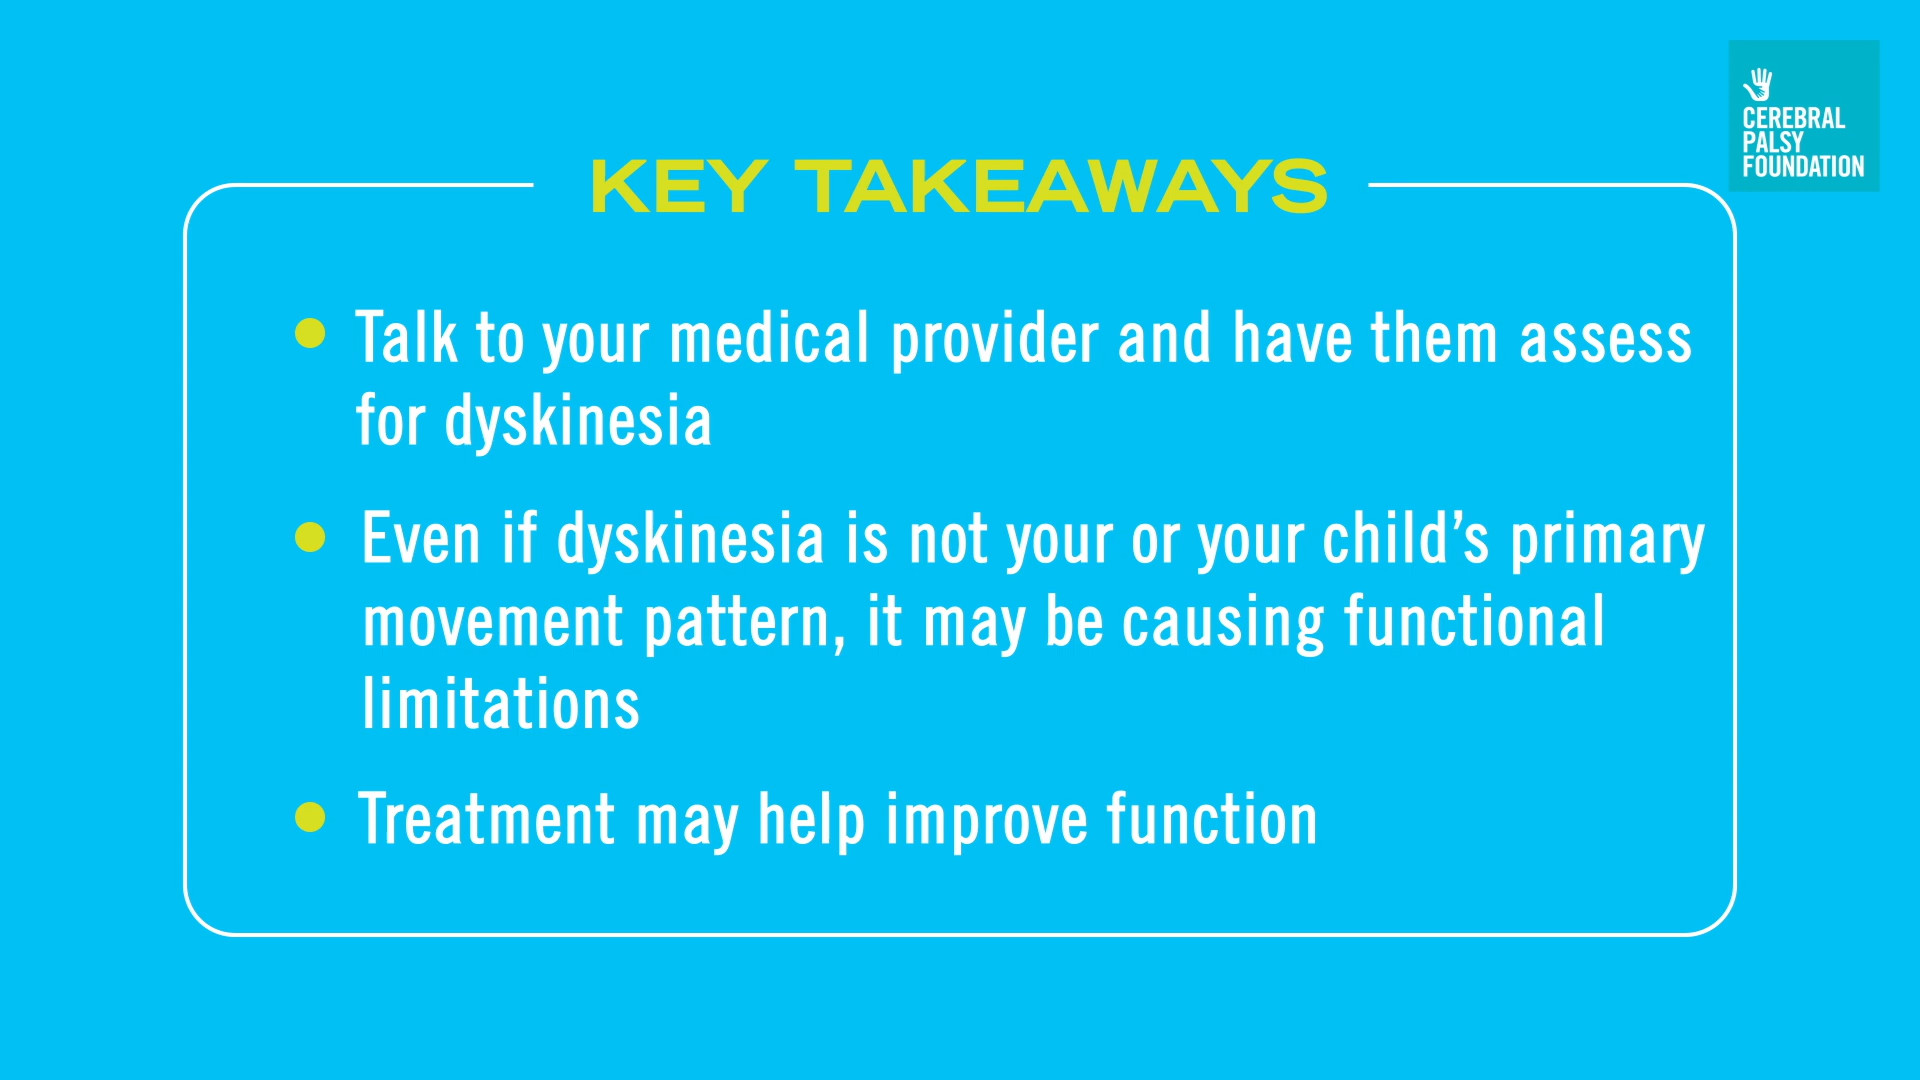 CEREBRAL
PALSY
FOUNDATION
KEY TAKEAWAYS
Talk to your medical provider and have them assess
for dyskinesia
Even if dyskinesia is not your or your child’s primary
movement pattern, it may be causing functional
limitations
Treatment may help improve function